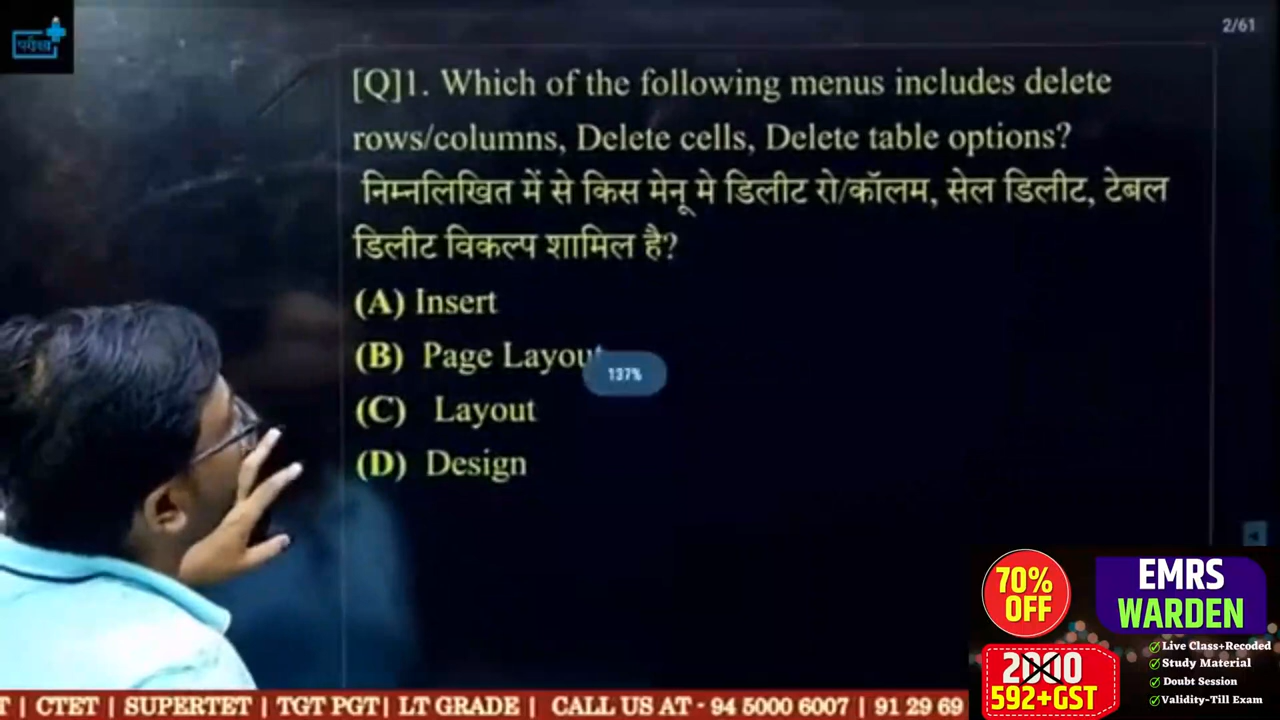 परीक्षा
2/61
[Q]1. Which of the following menus includes delete
rows/columns, Delete cells, Delete table options?
निम्नलिखित में से किस मेनू मे डिलीट रो/कॉलम, सेल डिलीट, टेबल
डिलीट विकल्प शामिल है?
(A) Insert
(B) Page Layout
137%
(C) Layout
(D) Design
70%
OFF
EMRS
WARDEN
2000
592+GST
Live Class+Recoded
Study Material
Doubt Session
Validity-Till Exam
T | CTET | SUPERTET | TGT PGT | LT GRADE | CALL US AT - 94 5000 6007 | 91 29 69